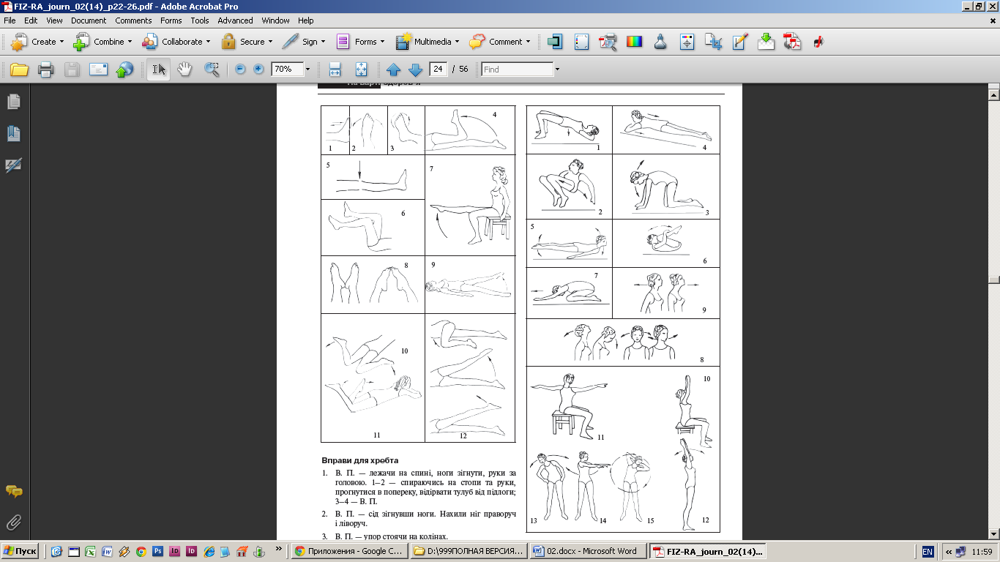 FIZ-RA_journ_02(14)_p22-26.pdf - Adobe Acrobat Pro
File Edit View Document Comments Forms Tools Advanced Window Help
Create Combine Collaborate Secure Sign Forms Multimedia Comment
70% 24 / 56 Find
На варті здоров'я
1 2 3 4
5
6
7
8
9
10
11
12
1
4
2
3
5
6
7
9
8
11
10
13 14 15 12
Вправи для хребта
1. В. П. — лежачи на спині, ноги зігнути, руки за
головою. 1–2 — спираючись на стопи та руки,
прогнутися в попереку, відірвати тулуб від підлоги;
3–4 — В. П.
2. В. П. — сід зігнувши ноги. Нахили ніг праворуч
і ліворуч.
3. В. П. — упор стоячи на колінах.
Пуск
Приложения - Google C...
D:\999ПОЛНАЯ ВЕРСИЯ...
02.docx - Microsoft Word
FIZ-RA_journ_02(14)...
EN
11:59